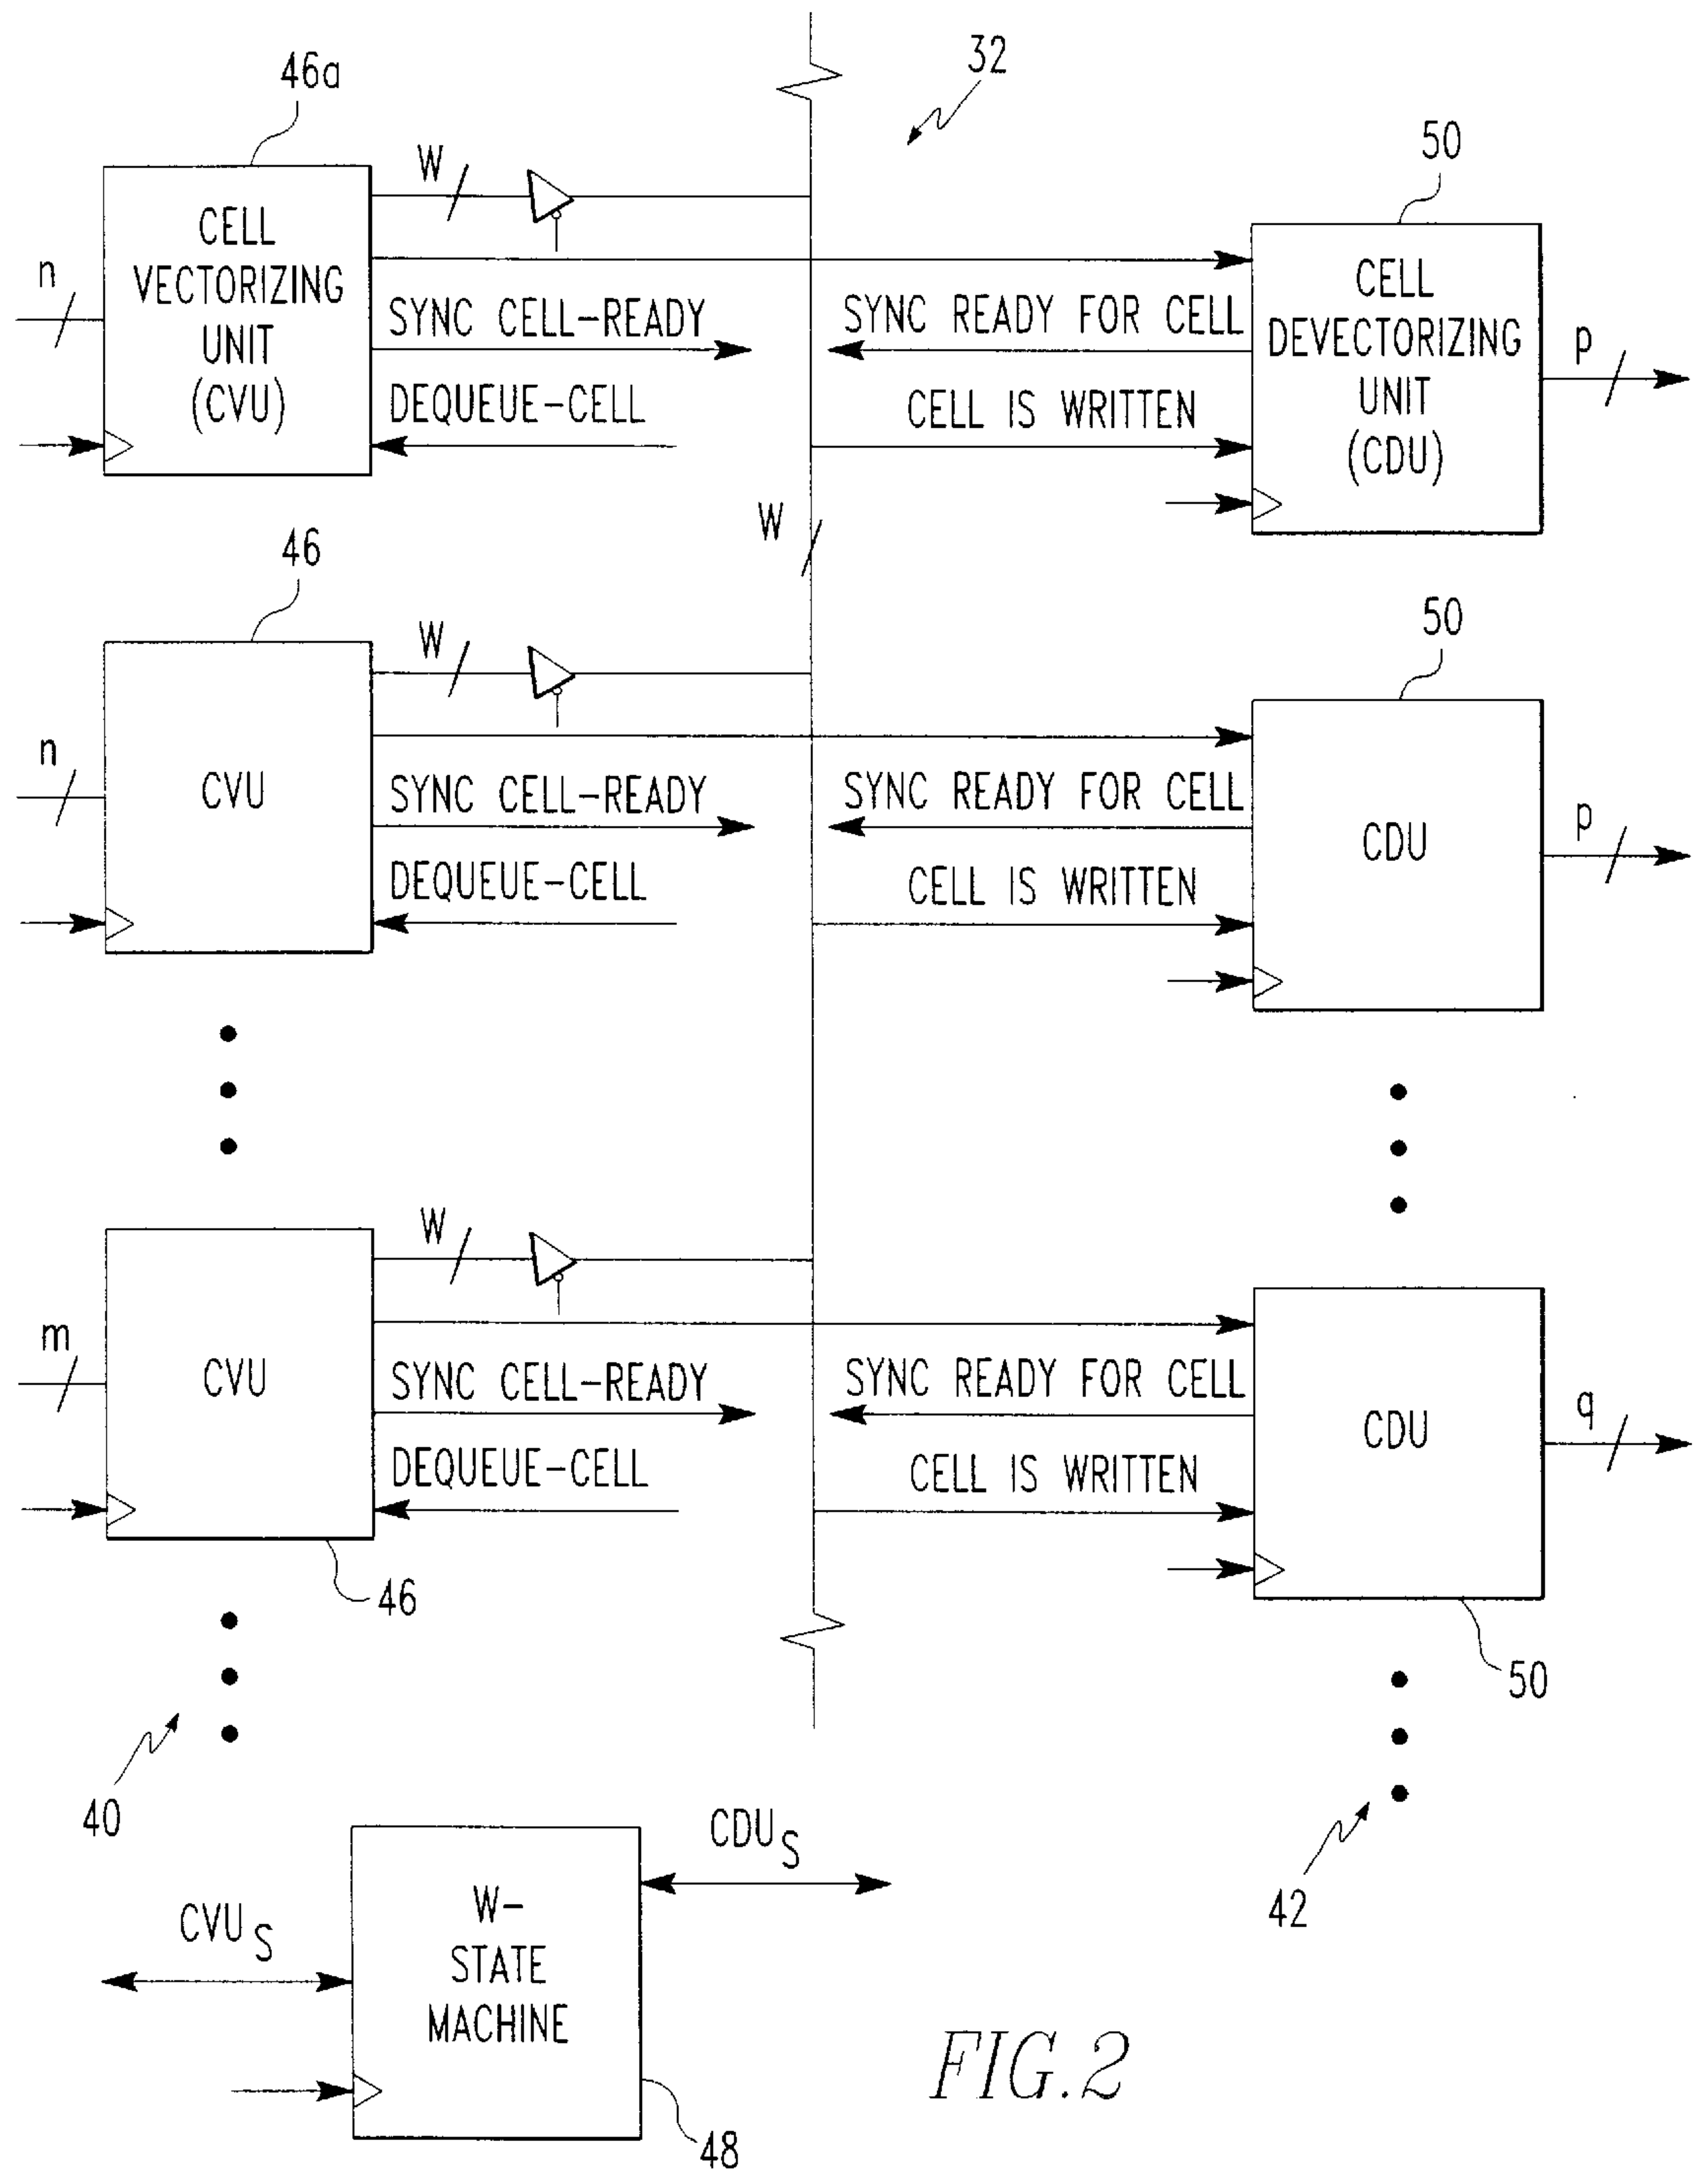 32
46a
50
W
CELL
VECTORIZING
UNIT
(CVU)
n
SYNC CELL-READY
SYNC READY FOR CELL
CELL
DEVECTORIZING
UNIT
(CDU)
p
DEQUEUE-CELL
CELL IS WRITTEN
W
46
50
W
n
CVU
SYNC CELL-READY
SYNC READY FOR CELL
CDU
p
DEQUEUE-CELL
CELL IS WRITTEN
W
m
CVU
SYNC CELL-READY
SYNC READY FOR CELL
CDU
q
DEQUEUE-CELL
CELL IS WRITTEN
46
50
40
42
CDUS
CVUS
W-
STATE
MACHINE
48
FIG.2